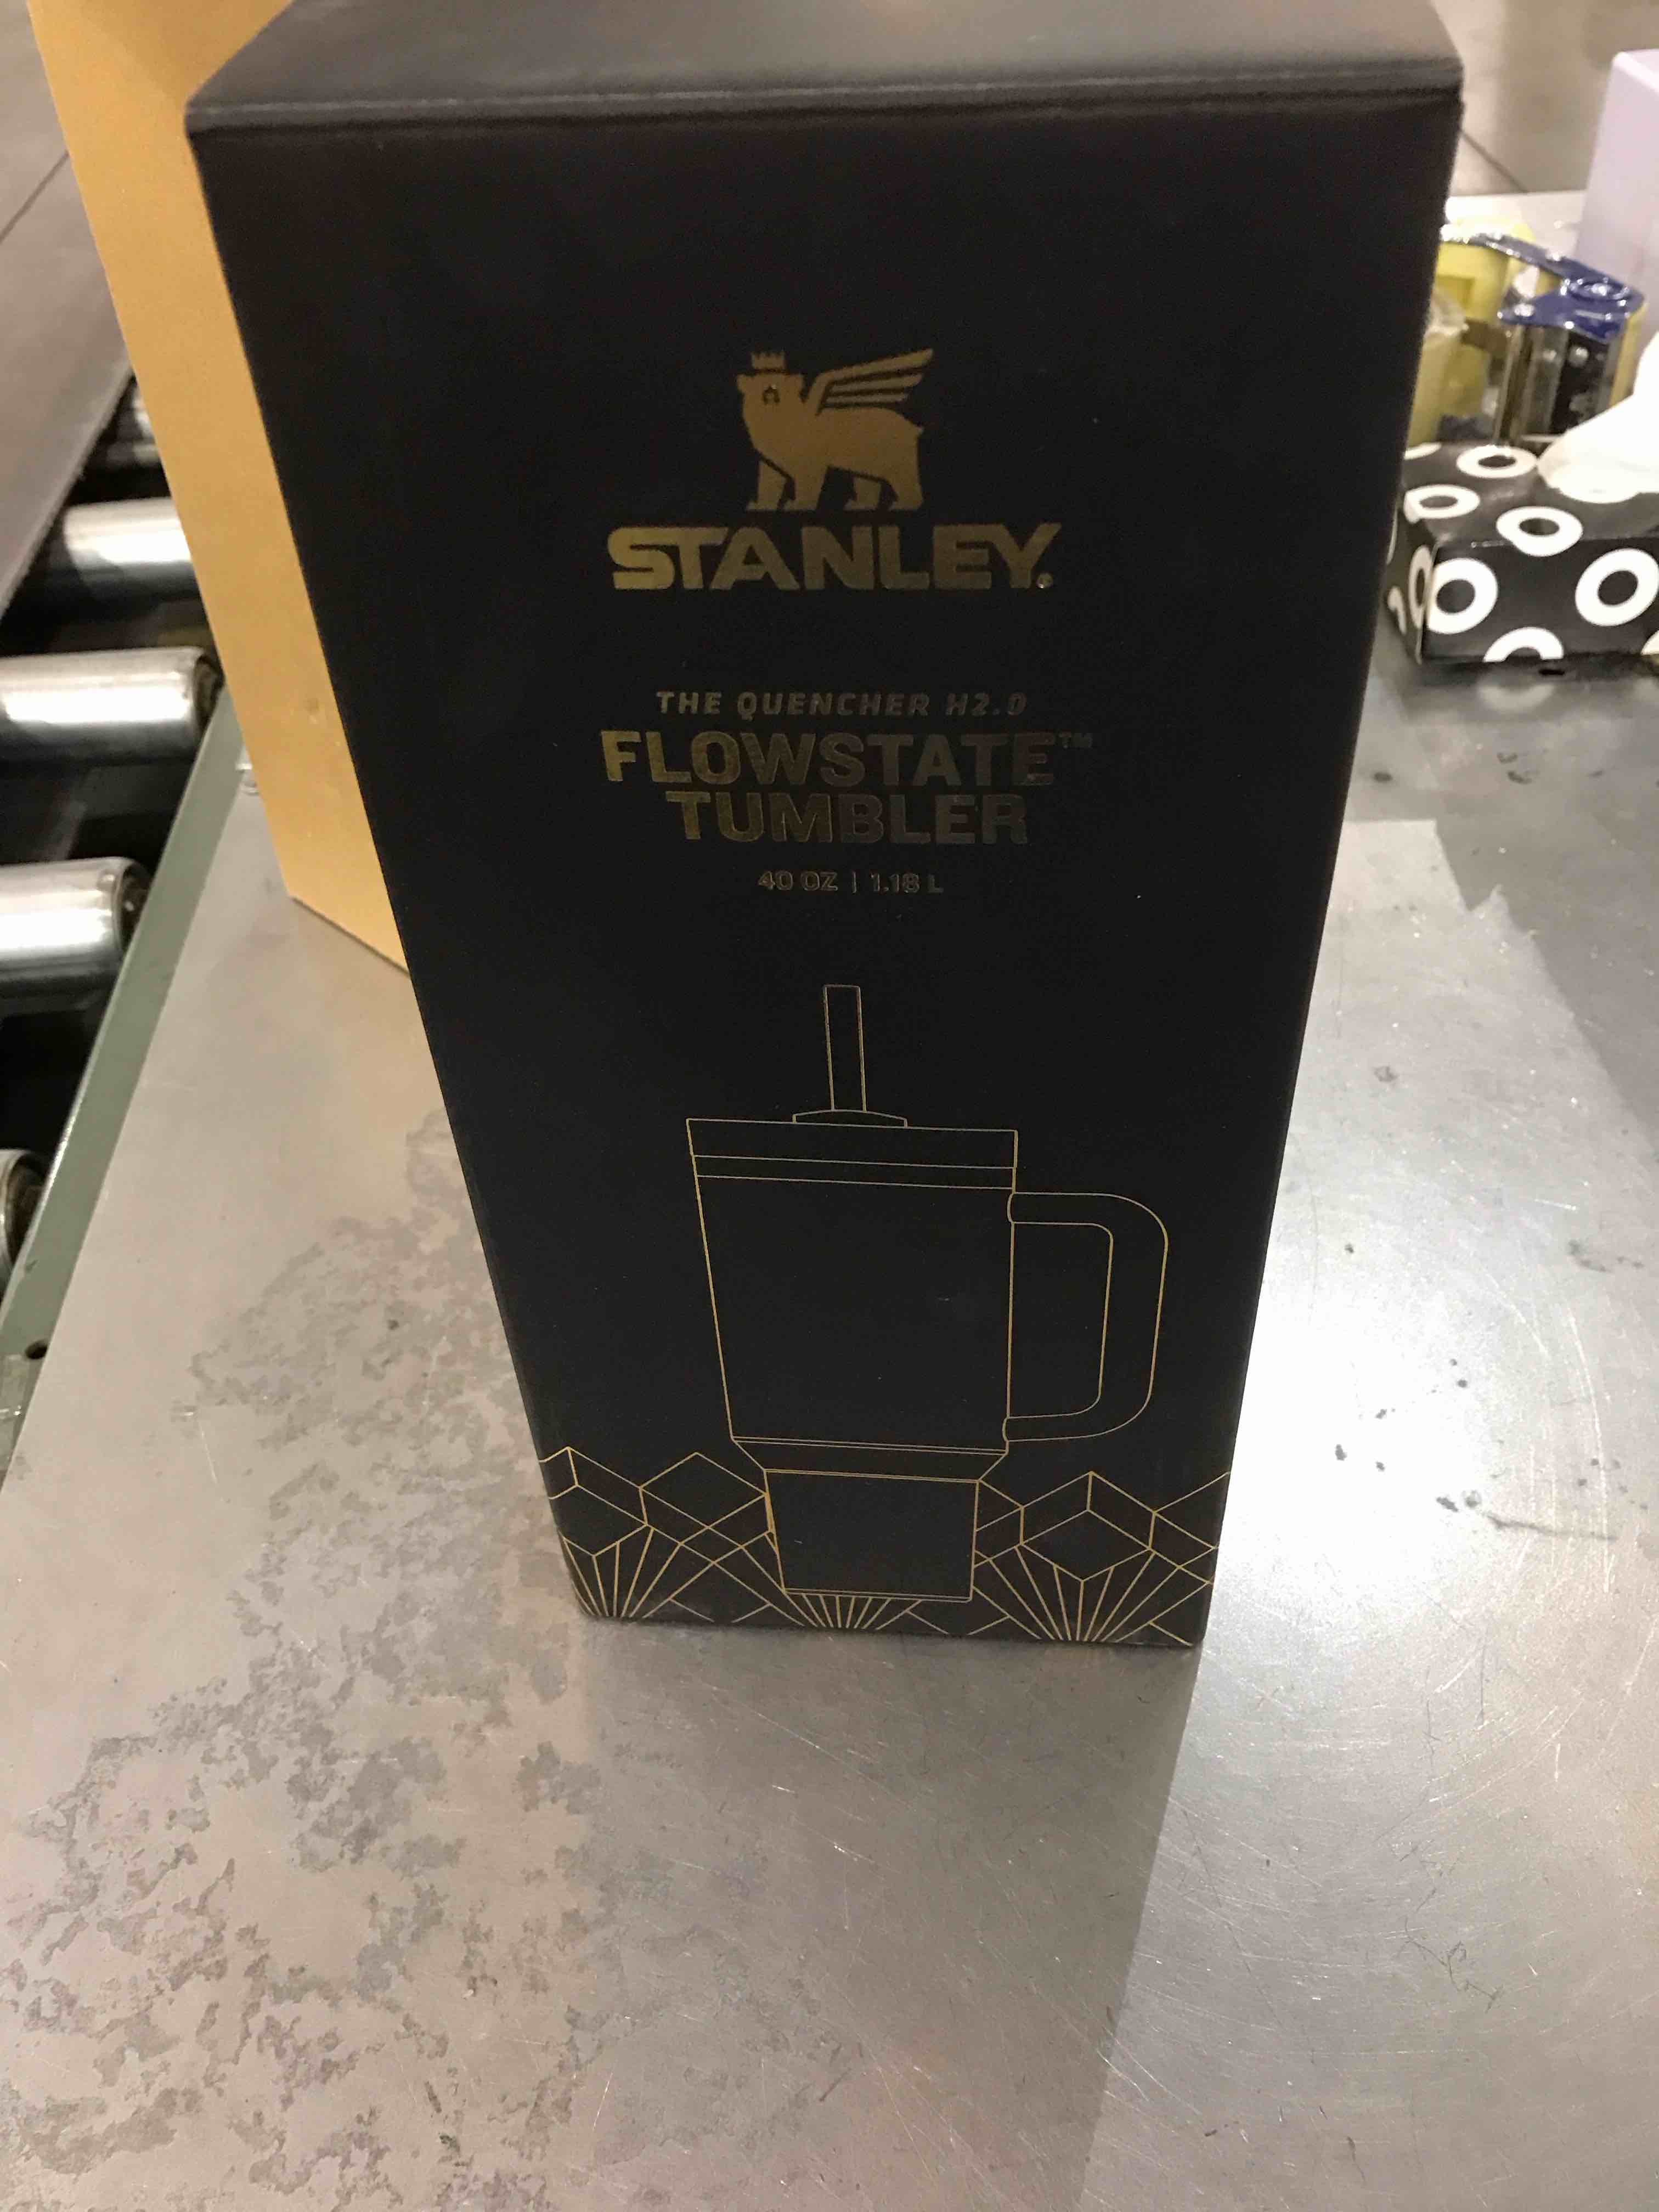 STANLEY.
THE QUENCHER H2.0
FLOWSTATE™
TUMBLER
40 OZ | 1.18 L